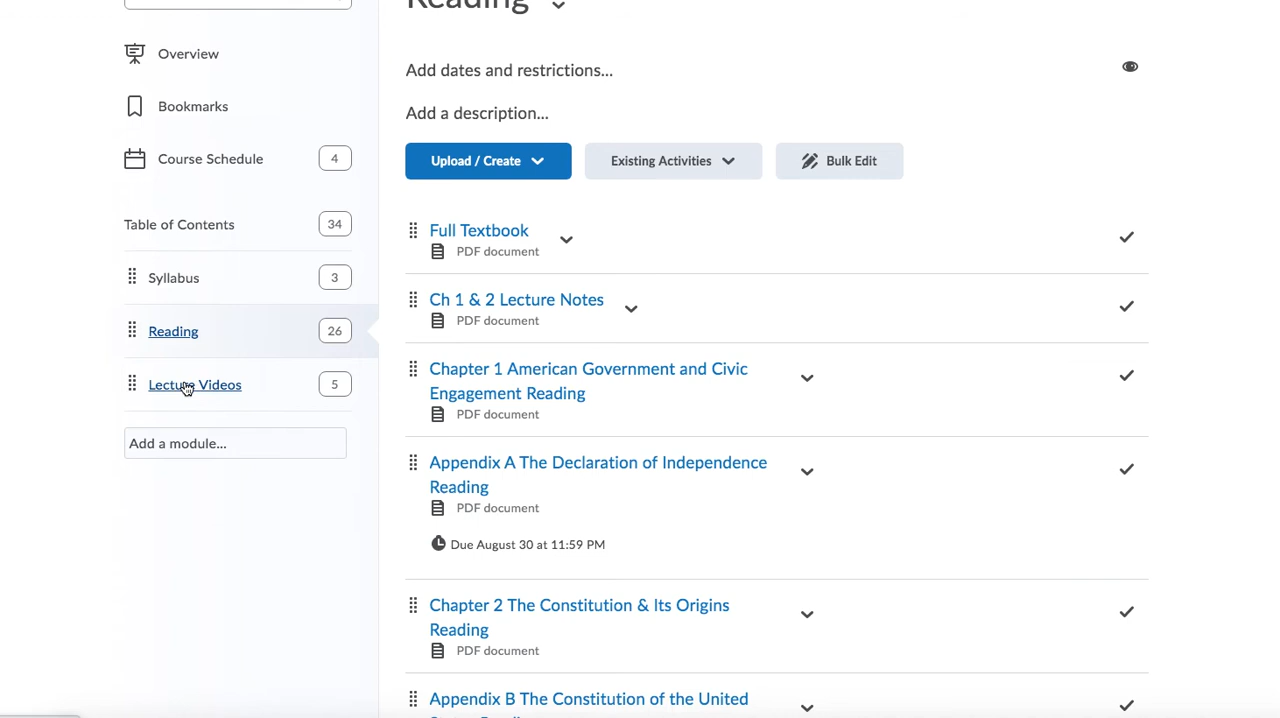 Reading
Overview
Bookmarks
Course Schedule 4
Table of Contents 34
Syllabus 3
Reading 26
Lecture Videos 5
Add a module...
Add dates and restrictions...
Add a description...
Upload / Create
Existing Activities
Bulk Edit
Full Textbook
PDF document
Ch 1 & 2 Lecture Notes
PDF document
Chapter 1 American Government and Civic
Engagement Reading
PDF document
Appendix A The Declaration of Independence
Reading
PDF document
Due August 30 at 11:59 PM
Chapter 2 The Constitution & Its Origins
Reading
PDF document
Appendix B The Constitution of the United